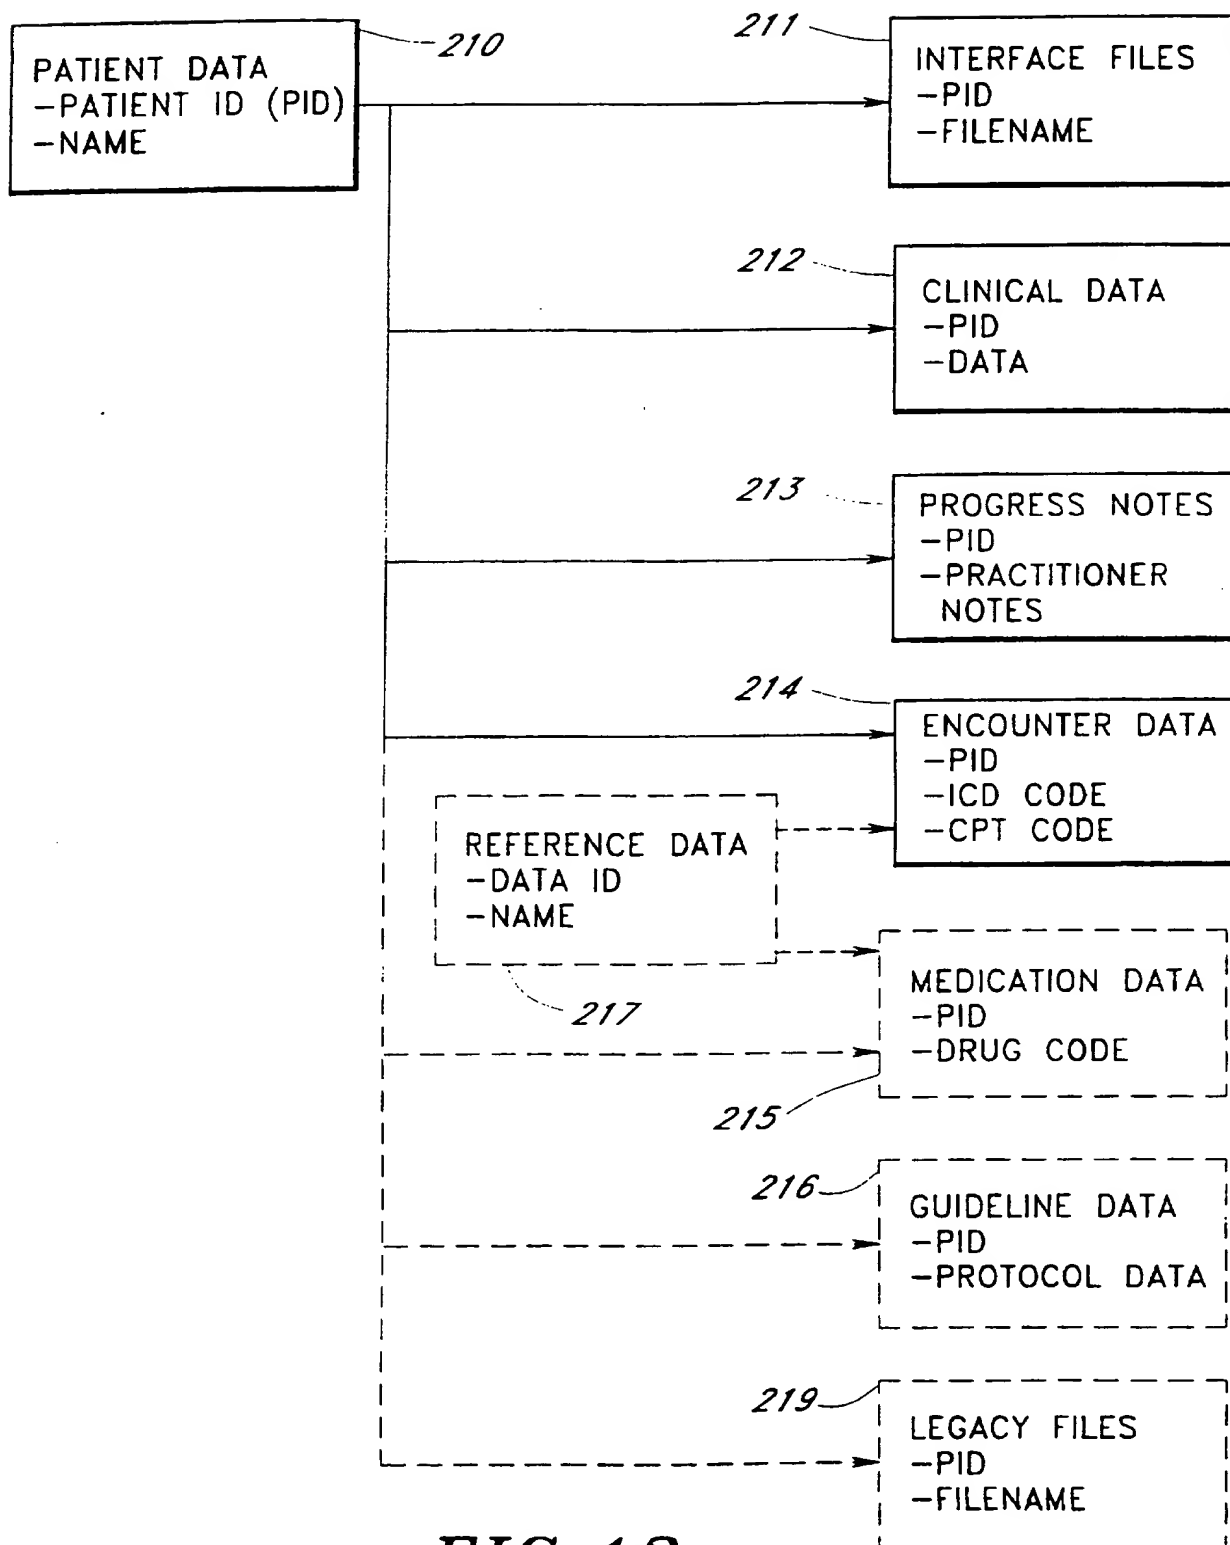 210
PATIENT DATA
-PATIENT ID (PID)
-NAME
211
INTERFACE FILES
-PID
-FILENAME
212
CLINICAL DATA
-PID
-DATA
213
PROGRESS NOTES
-PID
-PRACTITIONER
NOTES
214
ENCOUNTER DATA
-PID
-ICD CODE
-CPT CODE
REFERENCE DATA
-DATA ID
-NAME
217
MEDICATION DATA
-PID
-DRUG CODE
215
216
GUIDELINE DATA
-PID
-PROTOCOL DATA
219
LEGACY FILES
-PID
-FILENAME